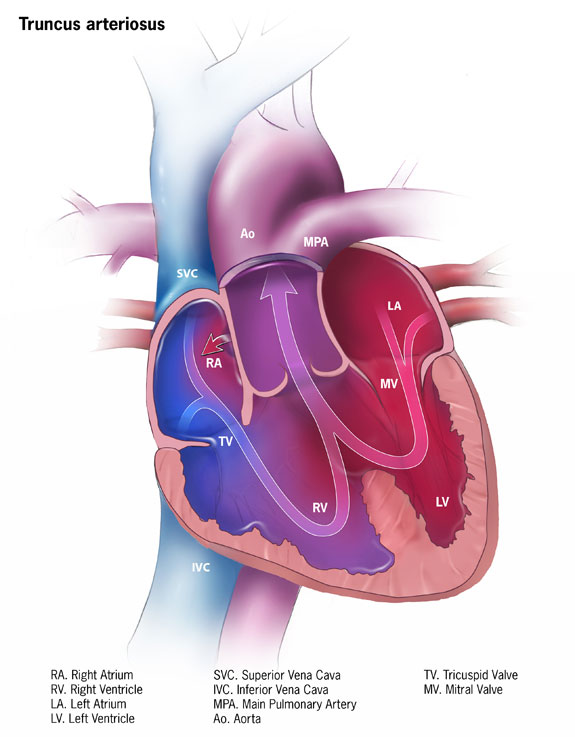 Truncus arteriosus
Ao
MPA
SVC
LA
RA
MV
TV
LV
RV
IVC
RA. Right Atrium
RV. Right Ventricle
LA. Left Atrium
LV. Left Ventricle
SVC. Superior Vena Cava
IVC. Inferior Vena Cava
MPA. Main Pulmonary Artery
Ao. Aorta
TV. Tricuspid Valve
MV. Mitral Valve